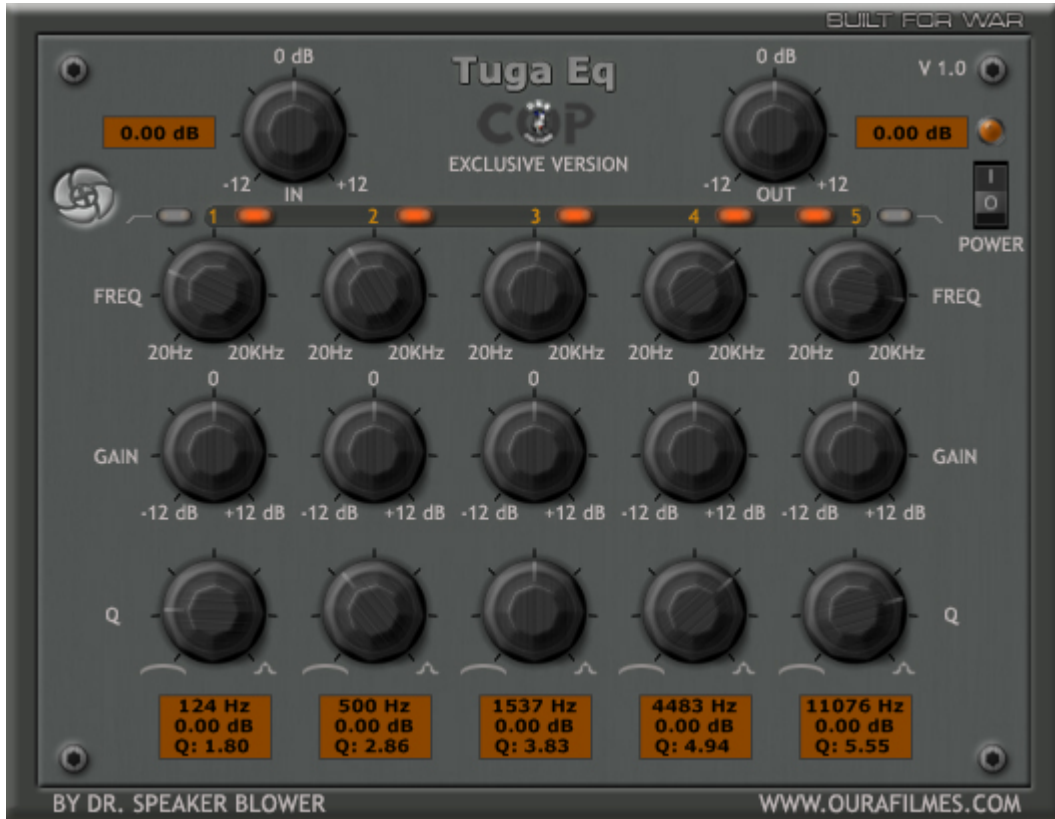 BUILT FOR WAR
0 dB
Tuga Eq
0 dB
V 1.0
0.00 dB
COP
0.00 dB
EXCLUSIVE VERSION
-12 IN +12
-12 OUT +12
I
O
1 2 3 4 5
POWER
FREQ
FREQ
20Hz 20KHz 20Hz 20KHz 20Hz 20KHz 20Hz 20KHz 20Hz 20KHz
0 0 0 0 0
GAIN
GAIN
-12 dB +12 dB -12 dB +12 dB -12 dB +12 dB -12 dB +12 dB -12 dB +12 dB
Q
Q
124 Hz 500 Hz 1537 Hz 4483 Hz 11076 Hz
0.00 dB 0.00 dB 0.00 dB 0.00 dB 0.00 dB
Q: 1.80 Q: 2.86 Q: 3.83 Q: 4.94 Q: 5.55
BY DR. SPEAKER BLOWER
WWW.OURAFILMES.COM